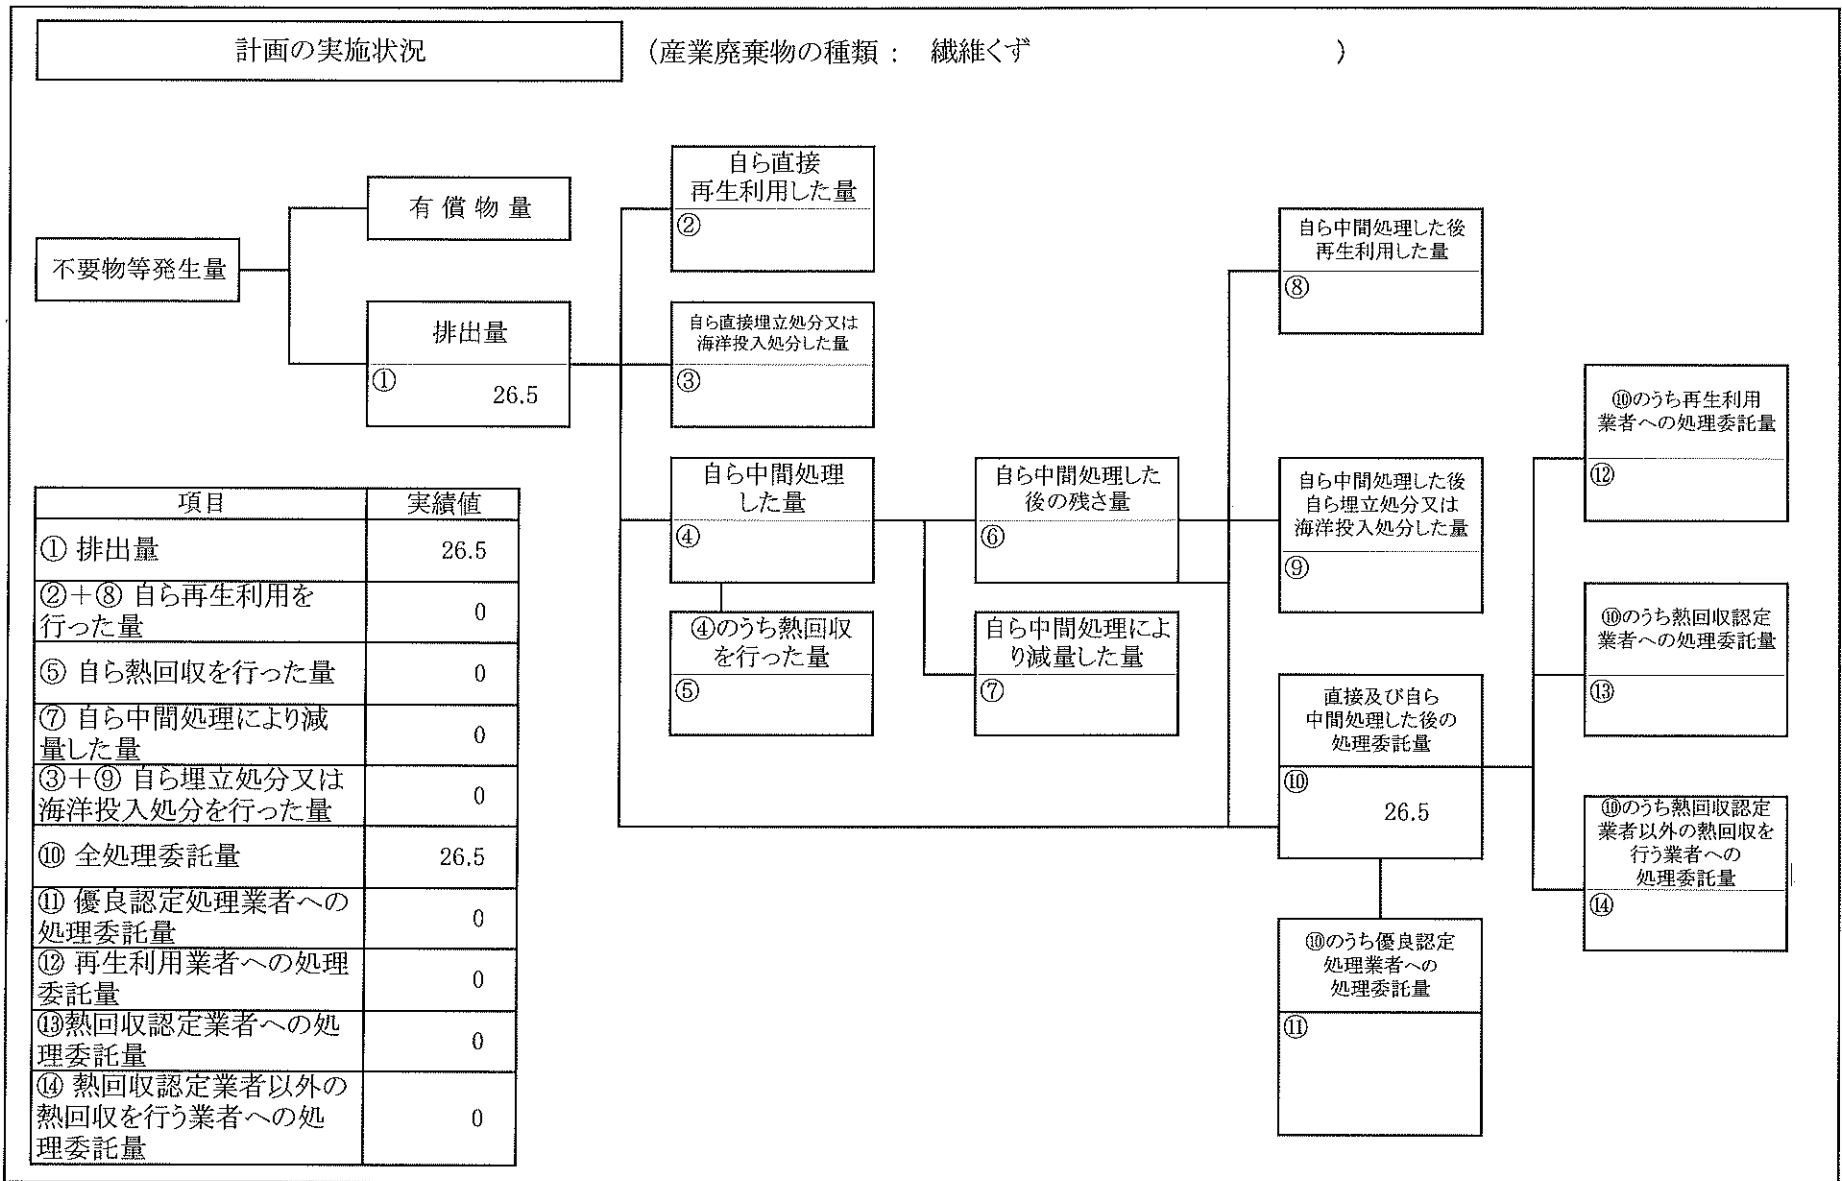 計画の実施状況
(産業廃棄物の種類: 繊維くず )
不要物等発生量
有償物量
排出量
①
26.5
自ら直接
再生利用した量
②
自ら直接埋立処分又は
海洋投入処分した量
③
自ら中間処理
した量
④
④のうち熱回収
を行った量
⑤
自ら中間処理した
後の残さ量
⑥
自ら中間処理によ
り減量した量
⑦
自ら中間処理した後
再生利用した量
⑧
自ら中間処理した後
自ら埋立処分又は
海洋投入処分した量
⑨
直接及び自ら
中間処理した後の
処理委託量
⑩
26.5
⑩のうち優良認定
処理業者への
処理委託量
⑪
⑩のうち再生利用
業者への処理委託量
⑫
⑩のうち熱回収認定
業者への処理委託量
⑬
⑩のうち熱回収認定
業者以外の熱回収を
行う業者への
処理委託量
⑭
項目 実績値
① 排出量 26.5
②+⑧ 自ら再生利用を
行った量 0
⑤ 自ら熱回収を行った量 0
⑦ 自ら中間処理により減
量した量 0
③+⑨ 自ら埋立処分又は
海洋投入処分を行った量 0
⑩ 全処理委託量 26.5
⑪ 優良認定処理業者への
処理委託量 0
⑫ 再生利用業者への処理
委託量 0
⑬熱回収認定業者への処
理委託量 0
⑭ 熱回収認定業者以外の
熱回収を行う業者への処
理委託量 0